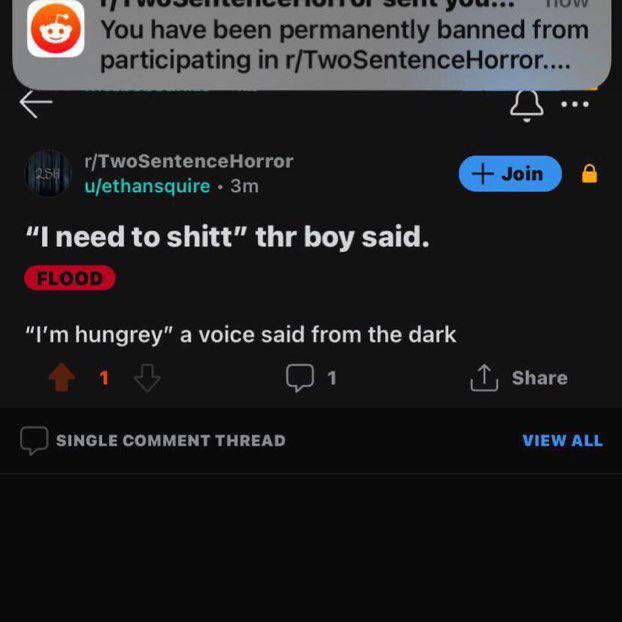 r/TwoSentenceHorror sent you... now
You have been permanently banned from
participating in r/TwoSentenceHorror....
r/TwoSentenceHorror
u/ethansquire • 3m
+ Join
“I need to shitt” thr boy said.
FLOOD
“I’m hungrey” a voice said from the dark
1
1
Share
SINGLE COMMENT THREAD
VIEW ALL